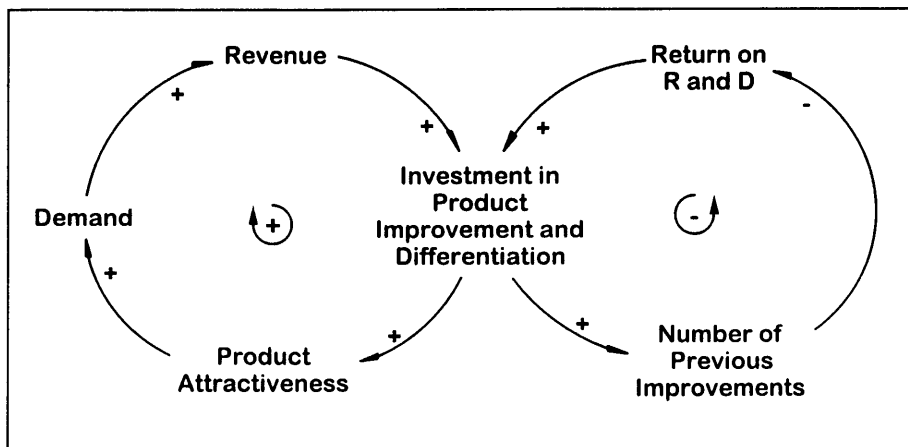 Revenue
Return on
R and D
+
-
+
+
Investment in
Product
Improvement and
Differentiation
Demand
+
-
+
+
+
Product
Attractiveness
Number of
Previous
Improvements